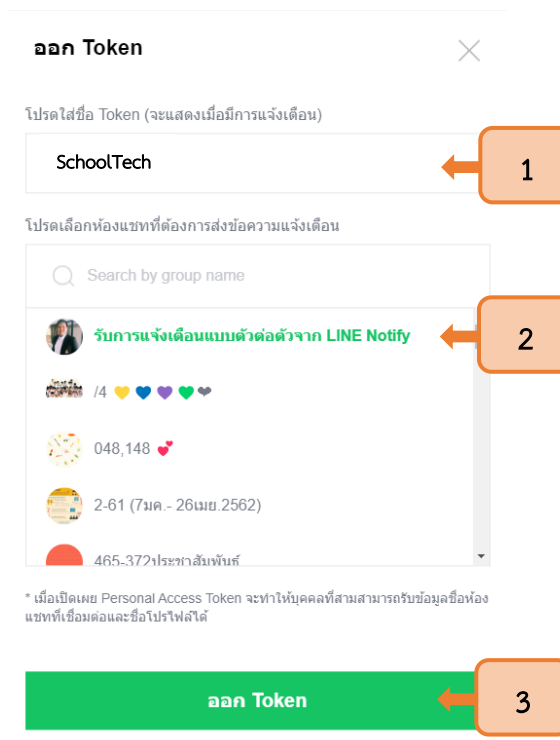 ออก Token
โปรดใส่ชื่อ Token (จะแสดงเมื่อมีการแจ้งเตือน)
SchoolTech
1
โปรดเลือกห้องแชทที่ต้องการส่งข้อความแจ้งเตือน
Search by group name
รับการแจ้งเตือนแบบตัวต่อตัวจาก LINE Notify
2
/4 💛 💙 💜 💚 ❤
048,148 💕
2-61 (7มค.- 26เมย.2562)
465-372ประชาสัมพันธ์
* เมื่อเปิดเผย Personal Access Token จะทำให้บุคคลที่สามสามารถรับข้อมูลชื่อห้อง
แชทที่เชื่อมต่อและชื่อโปรไฟล์ได้
ออก Token
3